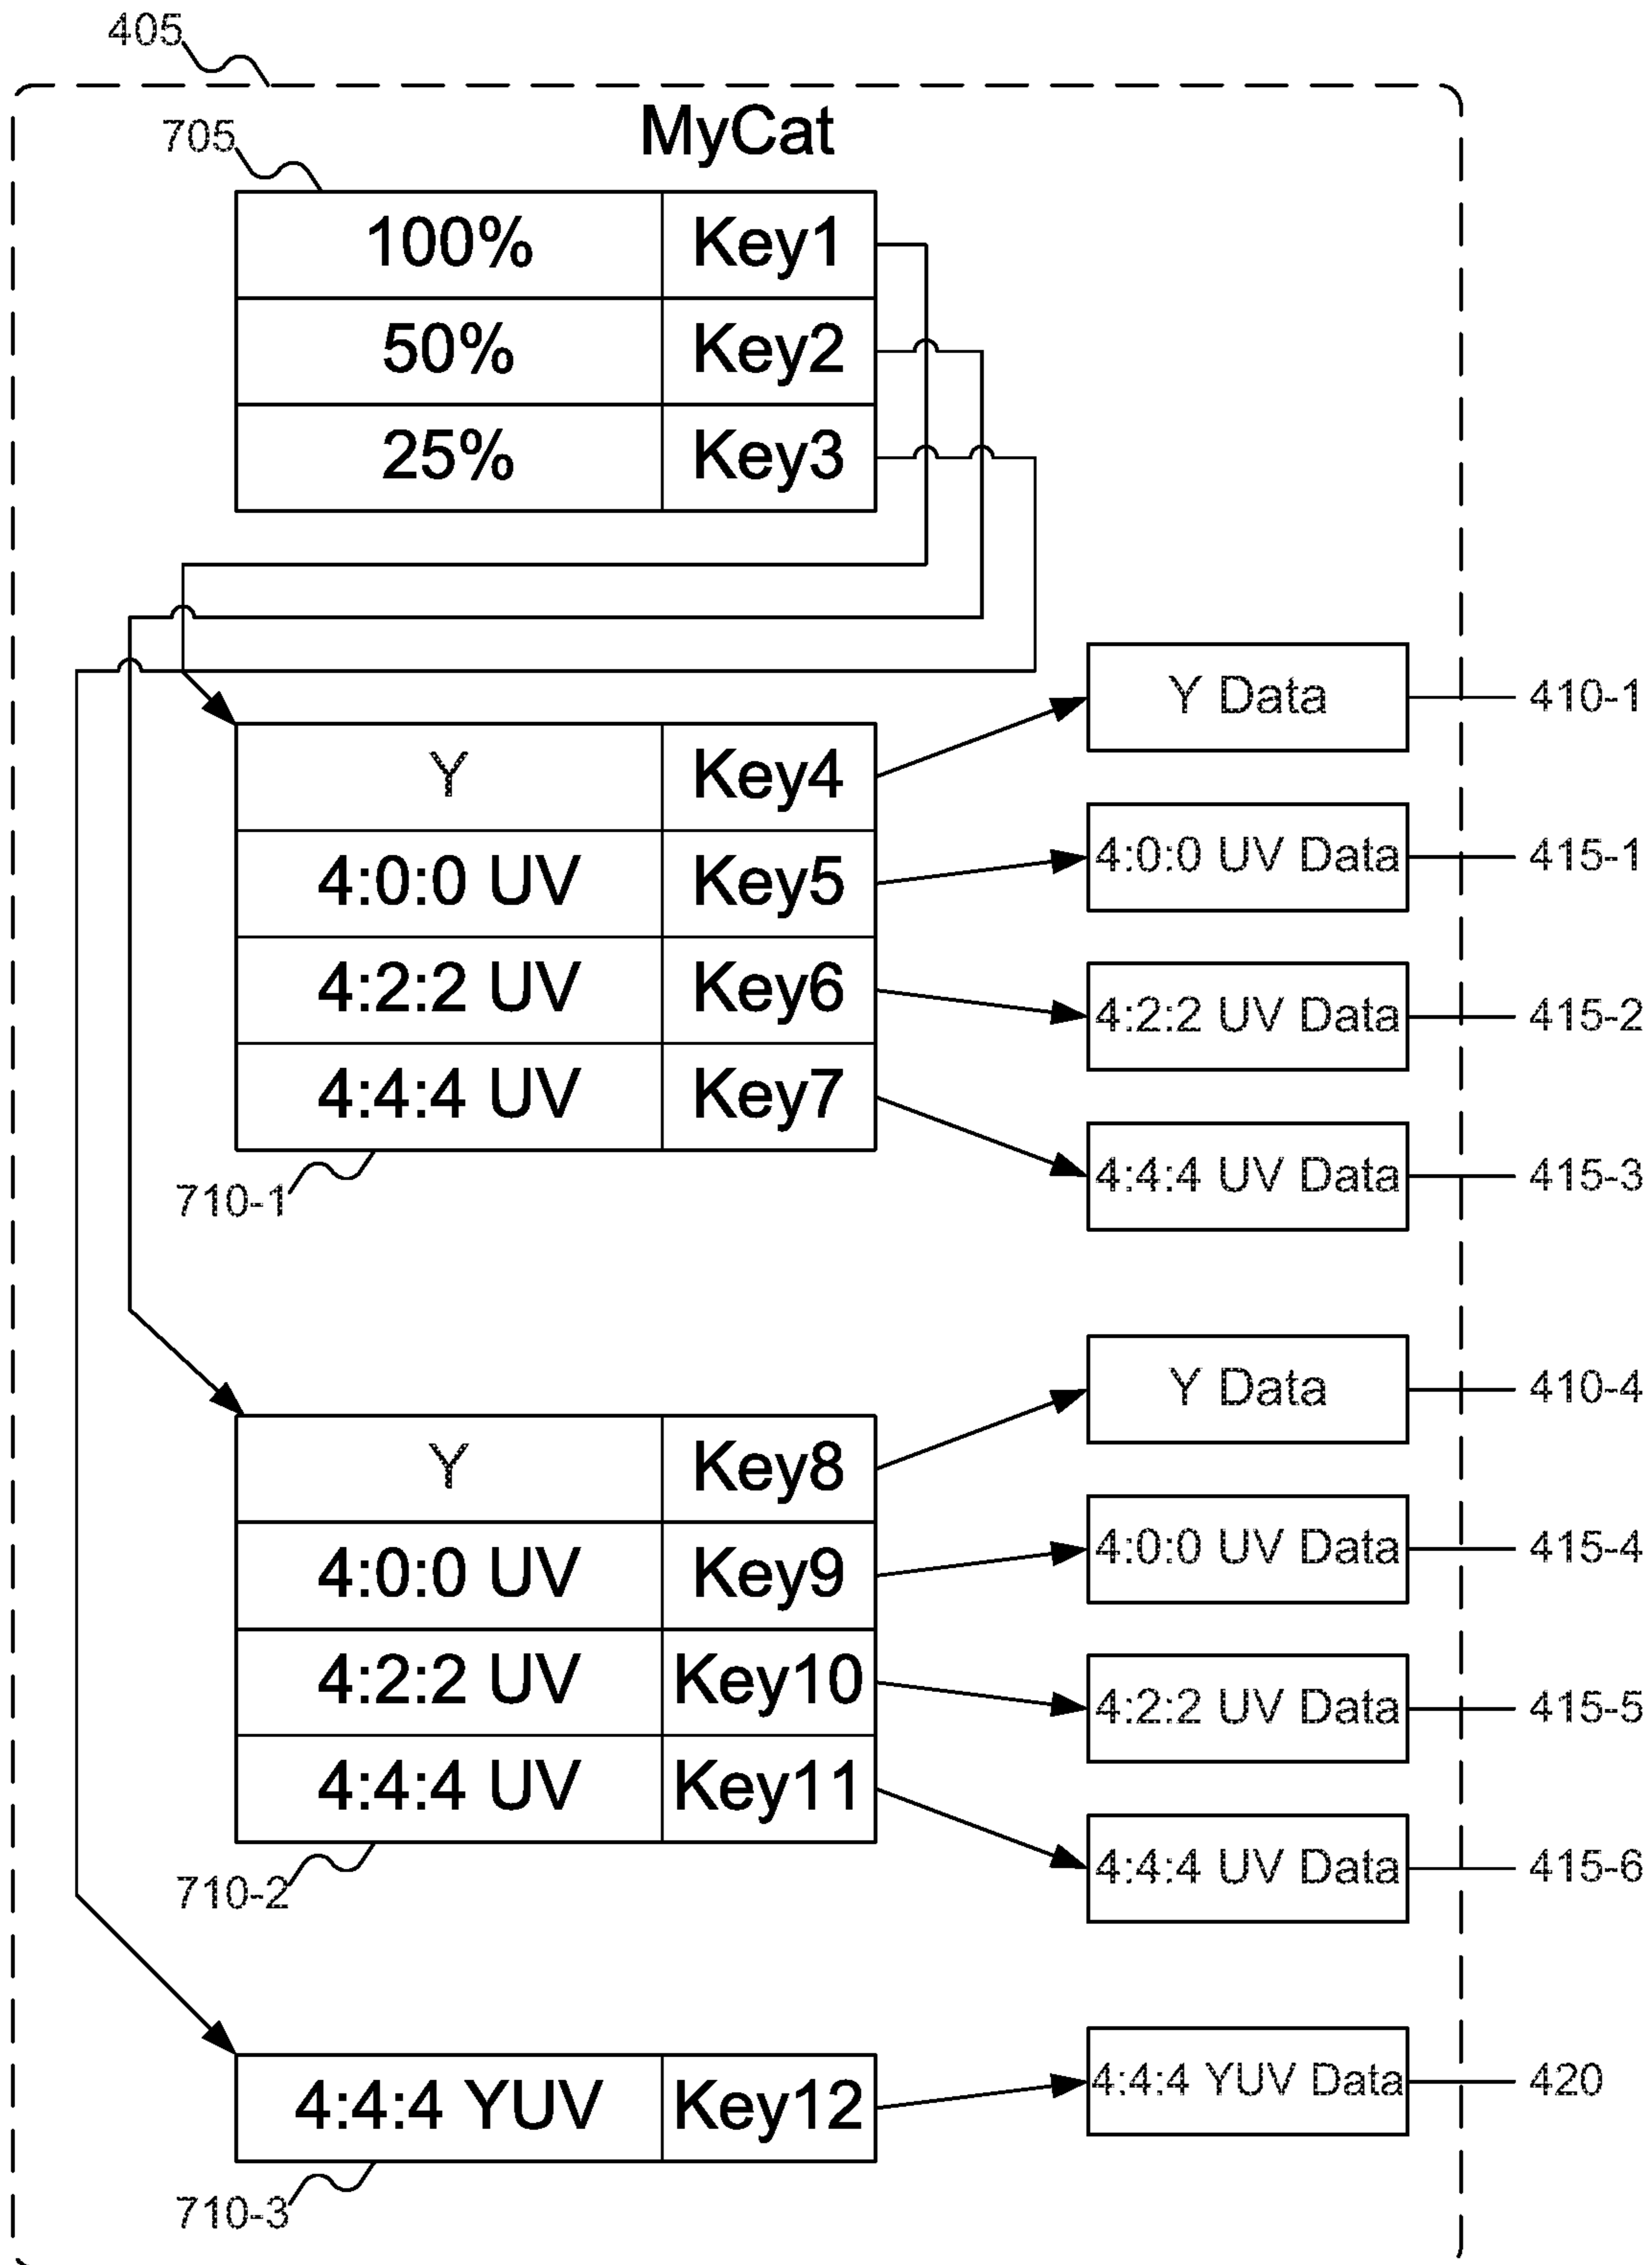 405
MyCat
705
100% Key1
50% Key2
25% Key3
Y Data 410-1
Y Key4
4:0:0 UV Data 415-1
4:0:0 UV Key5
4:2:2 UV Key6
4:2:2 UV Data 415-2
4:4:4 UV Key7
4:4:4 UV Data 415-3
710-1
Y Data 410-4
Y Key8
4:0:0 UV Data 415-4
4:0:0 UV Key9
4:2:2 UV Key10
4:2:2 UV Data 415-5
4:4:4 UV Key11
4:4:4 UV Data 415-6
710-2
4:4:4 YUV Data 420
4:4:4 YUV Key12
710-3